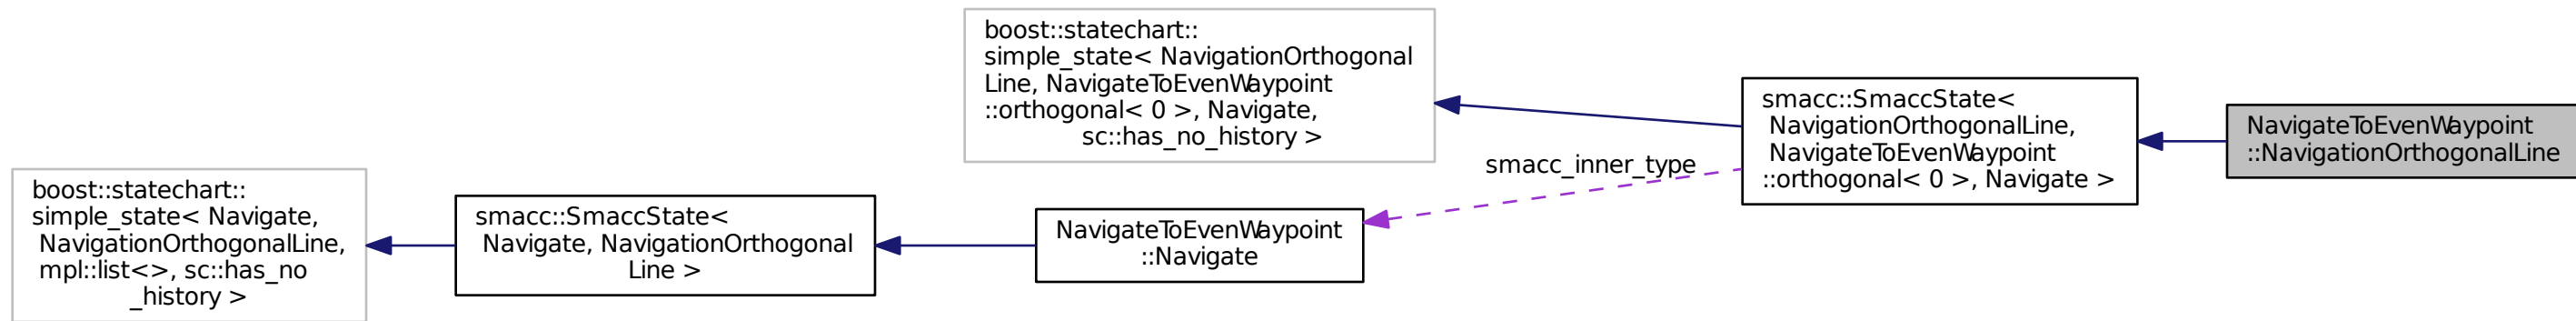 boost::statechart::
simple_state< NavigationOrthogonal
Line, NavigateToEvenWaypoint
::orthogonal< 0 >, Navigate,
sc::has_no_history >
smacc::SmaccState<
NavigationOrthogonalLine,
NavigateToEvenWaypoint
::orthogonal< 0 >, Navigate >
NavigateToEvenWaypoint
::NavigationOrthogonalLine
smacc_inner_type
boost::statechart::
simple_state< Navigate,
NavigationOrthogonalLine,
mpl::list<>, sc::has_no
_history >
smacc::SmaccState<
Navigate, NavigationOrthogonal
Line >
NavigateToEvenWaypoint
::Navigate